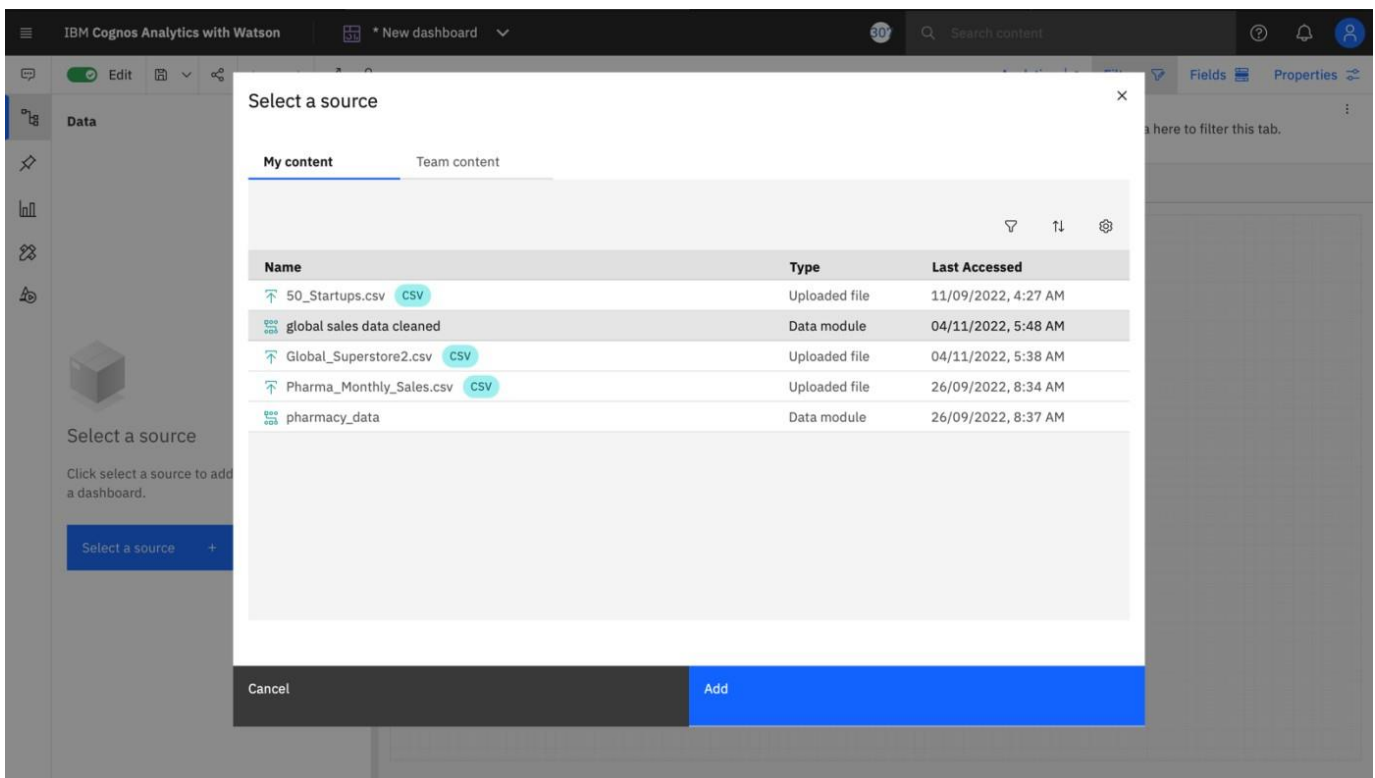 IBM Cognos Analytics with Watson
* New dashboard
30
Search content
Edit
Fields
Properties
Data
here to filter this tab.
Select a source
My content
Team content
Name Type Last Accessed
50_Startups.csv CSV Uploaded file 11/09/2022, 4:27 AM
global sales data cleaned Data module 04/11/2022, 5:48 AM
Global_Superstore2.csv CSV Uploaded file 04/11/2022, 5:38 AM
Pharma_Monthly_Sales.csv CSV Uploaded file 26/09/2022, 8:34 AM
pharmacy_data Data module 26/09/2022, 8:37 AM
Select a source
Click select a source to add
a dashboard.
Select a source +
Cancel
Add